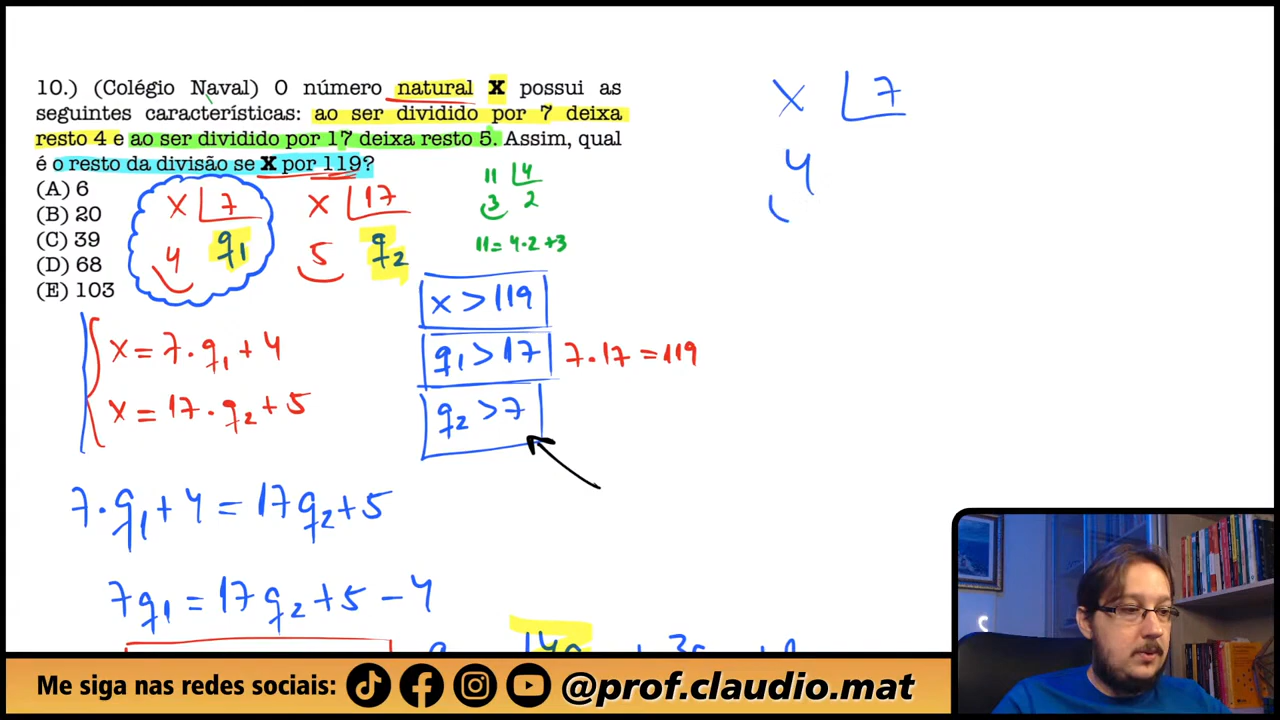 10.) (Colégio Naval) O número natural X possui as
seguintes características: ao ser dividido por 7 deixa
resto 4 e ao ser dividido por 17 deixa resto 5. Assim, qual
é o resto da divisão se X por 119?
(A) 6
(B) 20
(C) 39
(D) 68
(E) 103
x 7
4 q₁
x 17
5 q₂
11 4
3 2
11 = 4·2+3
x > 119
q₁ > 17
7·17 = 119
q₂ > 7
x = 7·q₁ + 4
x = 17·q₂ + 5
7·q₁ + 4 = 17q₂ + 5
7q₁ = 17q₂ + 5 - 4
x 7
4
Me siga nas redes sociais: @prof.claudio.mat